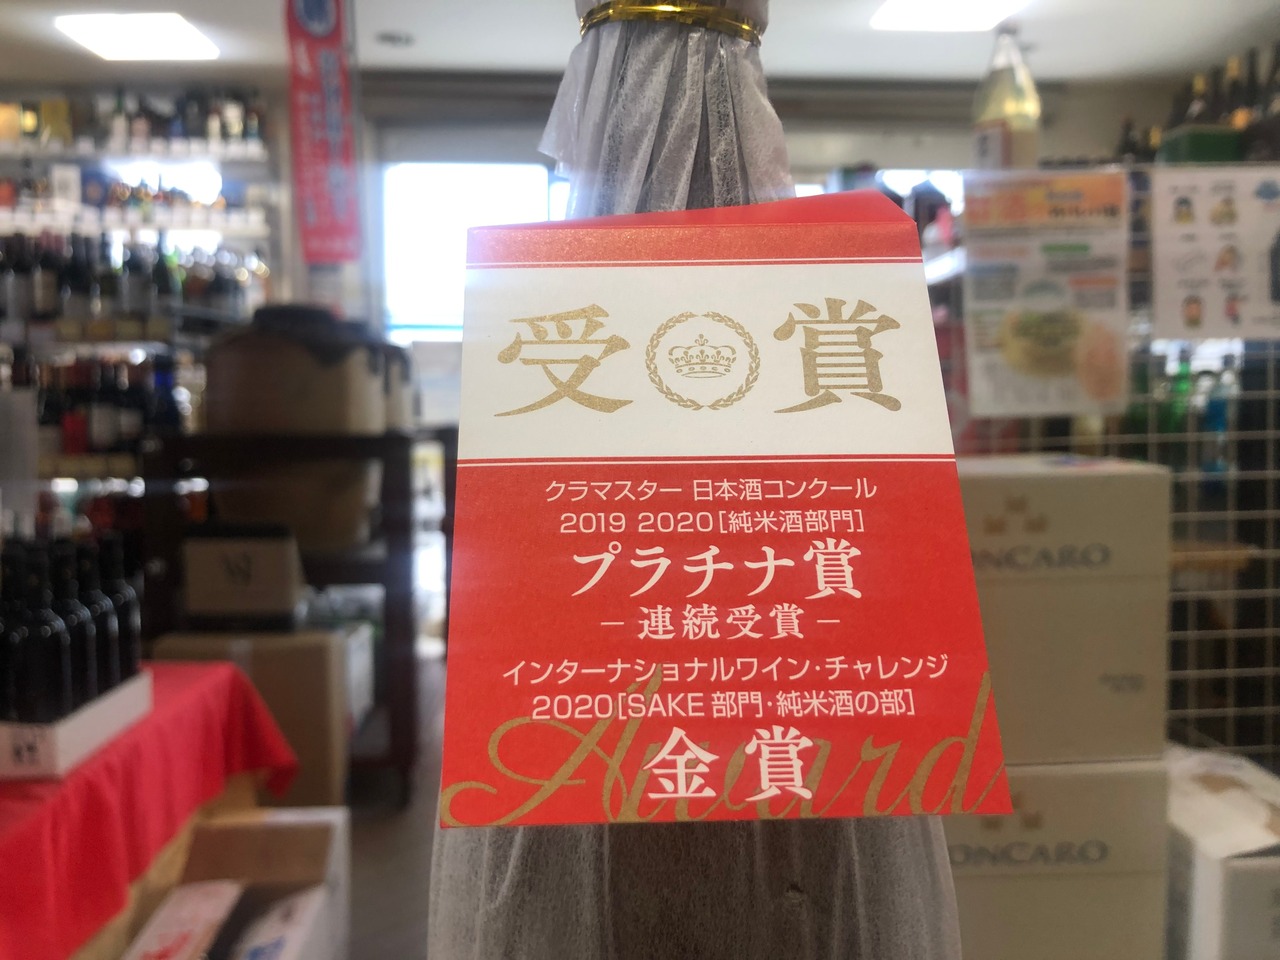 受賞
クラマスター 日本酒コンクール
2019 2020[純米酒部門]
プラチナ賞
－連続受賞－
インターナショナルワイン・チャレンジ
2020[SAKE 部門・純米酒の部]
金賞
Award
ONCARO
ONCARO